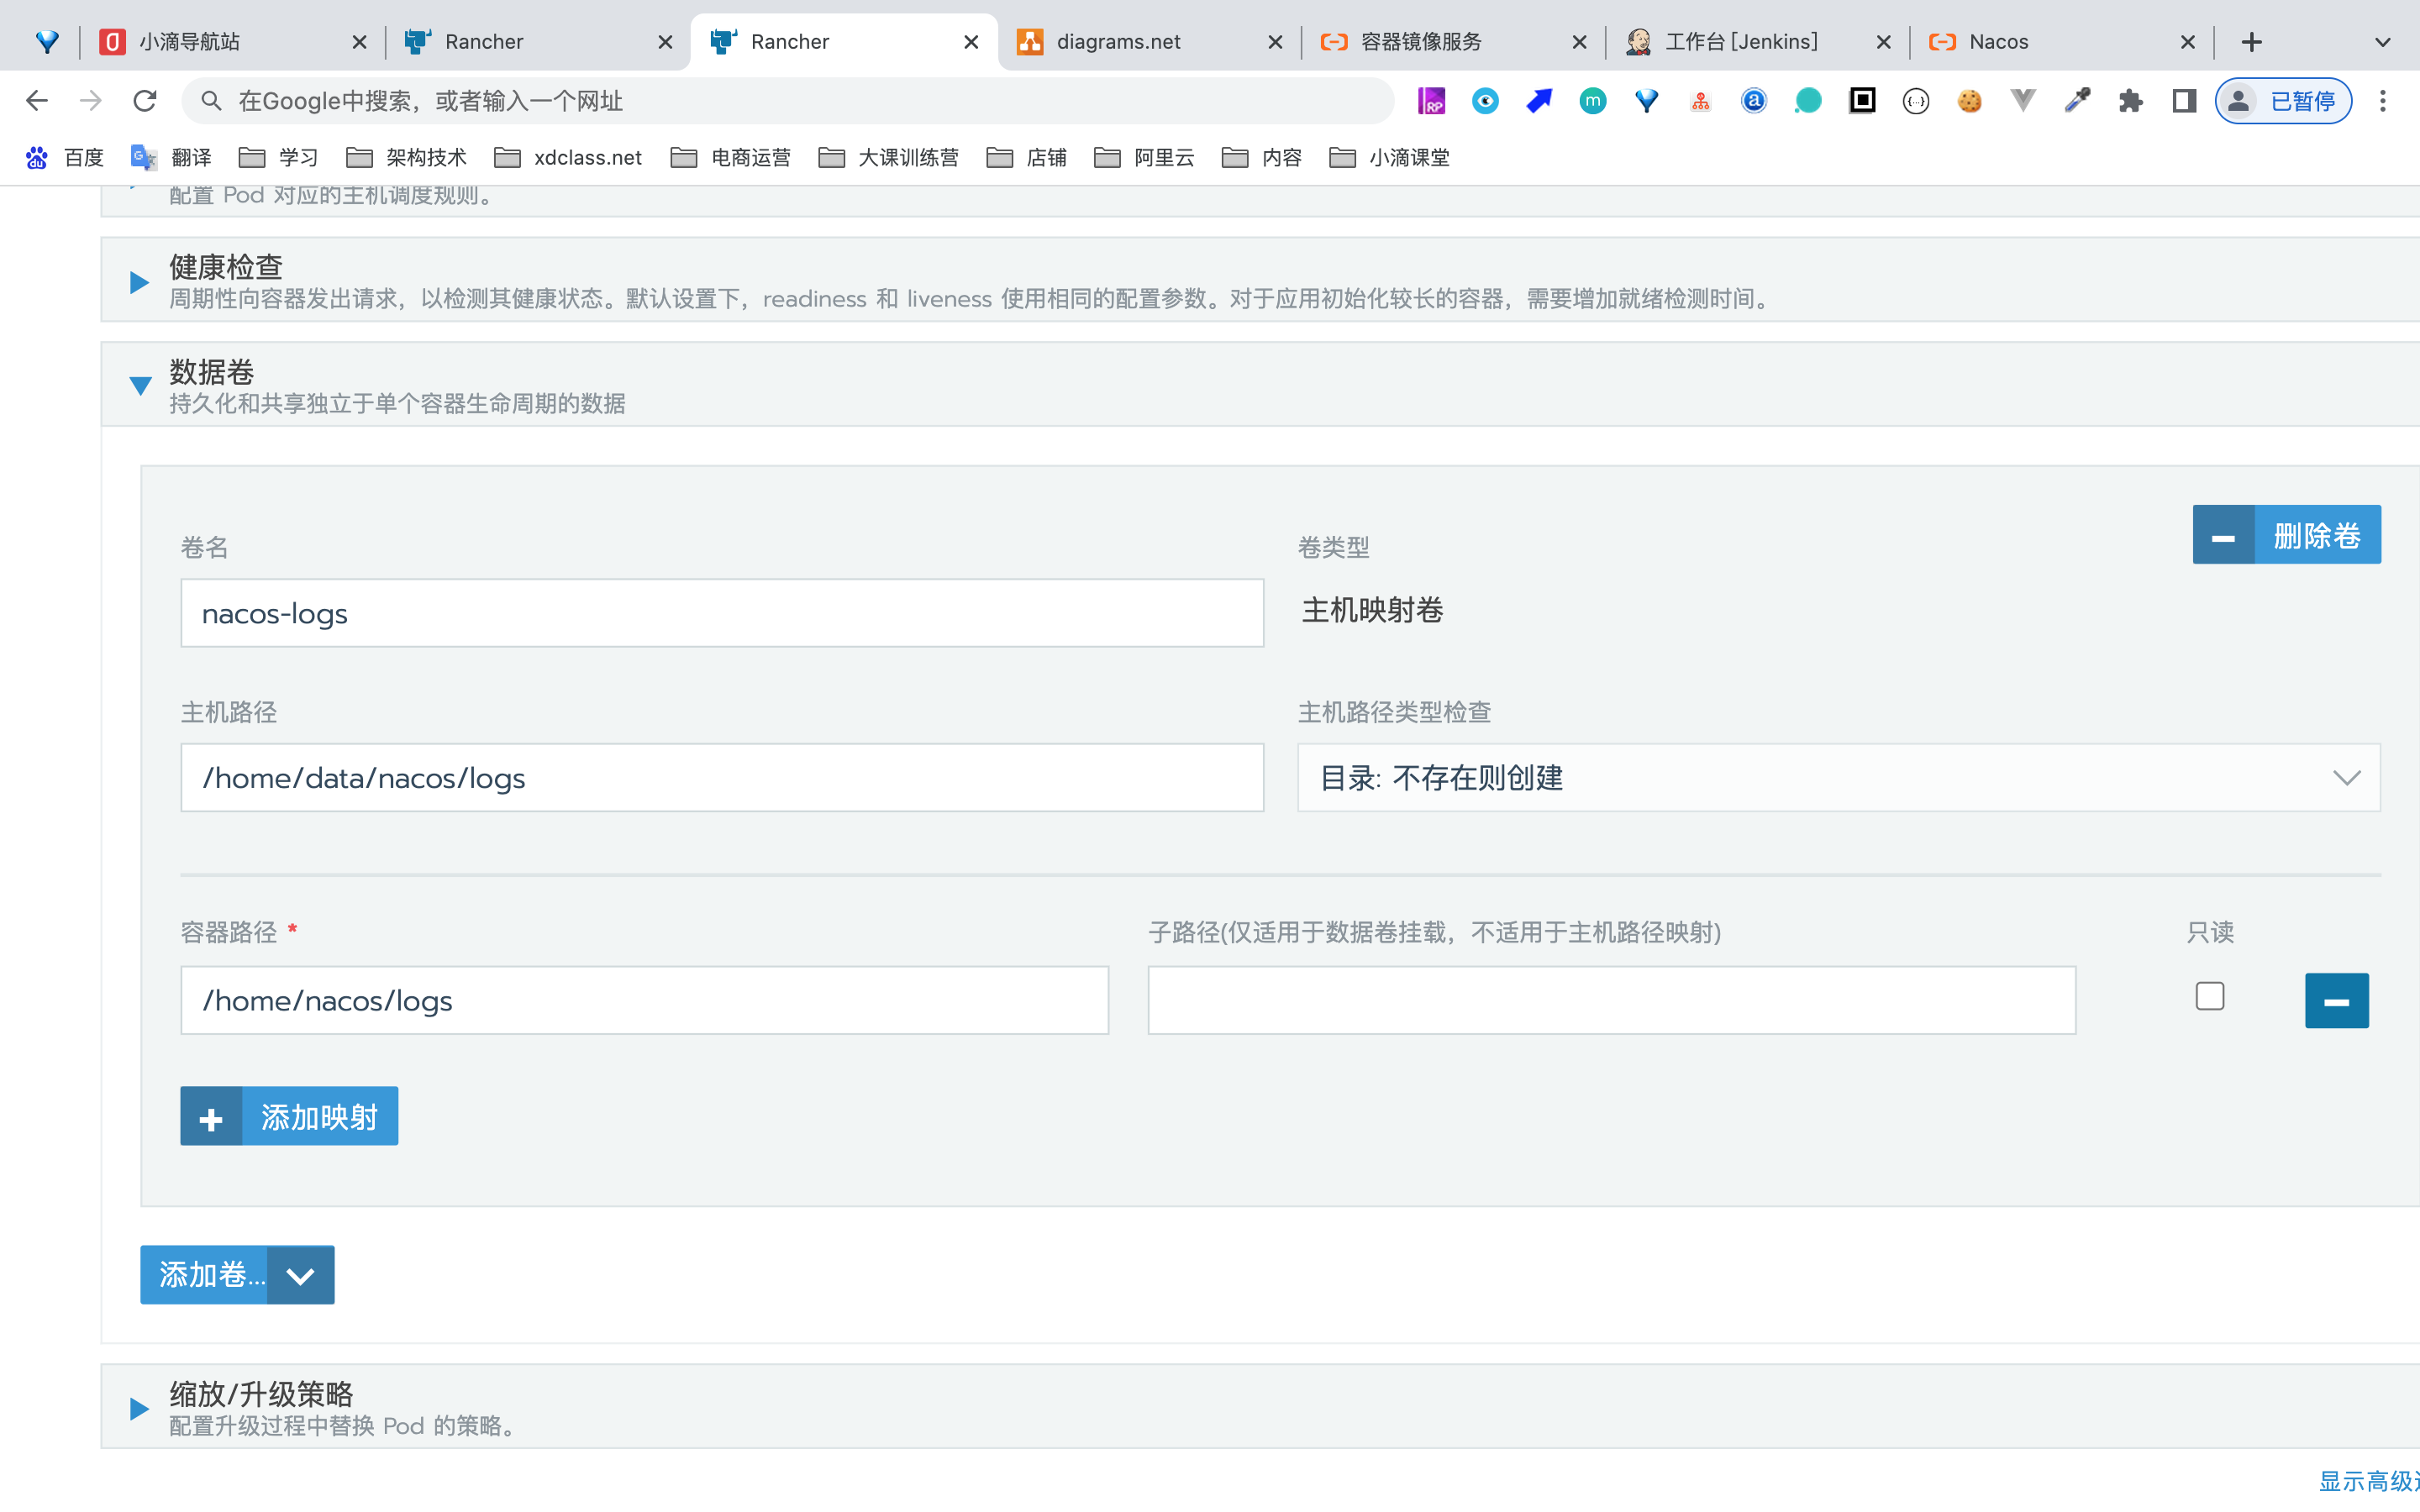 小滴导航站
Rancher
Rancher
diagrams.net
容器镜像服务
工作台 [Jenkins]
Nacos
在Google中搜索，或者输入一个网址
已暂停
百度
翻译
学习
架构技术
xdclass.net
电商运营
大课训练营
店铺
阿里云
内容
小滴课堂
配置 Pod 对应的主机调度规则。
健康检查
周期性向容器发出请求，以检测其健康状态。默认设置下，readiness 和 liveness 使用相同的配置参数。对于应用初始化较长的容器，需要增加就绪检测时间。
数据卷
持久化和共享独立于单个容器生命周期的数据
删除卷
卷名
卷类型
nacos-logs
主机映射卷
主机路径
主机路径类型检查
/home/data/nacos/logs
目录: 不存在则创建
容器路径 *
子路径(仅适用于数据卷挂载，不适用于主机路径映射)
只读
/home/nacos/logs
添加映射
添加卷...
缩放/升级策略
配置升级过程中替换 Pod 的策略。
显示高级